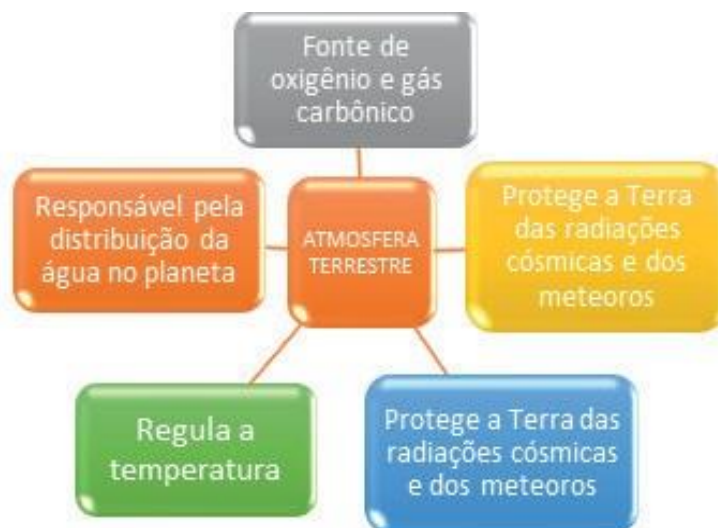 Fonte de
oxigênio e gás
carbônico
Responsável pela
distribuição da
água no planeta
ATMOSFERA
TERRESTRE
Protege a Terra
das radiações
cósmicas e dos
meteoros
Regula a
temperatura
Protege a Terra das
radiações cósmicas
e dos meteoros